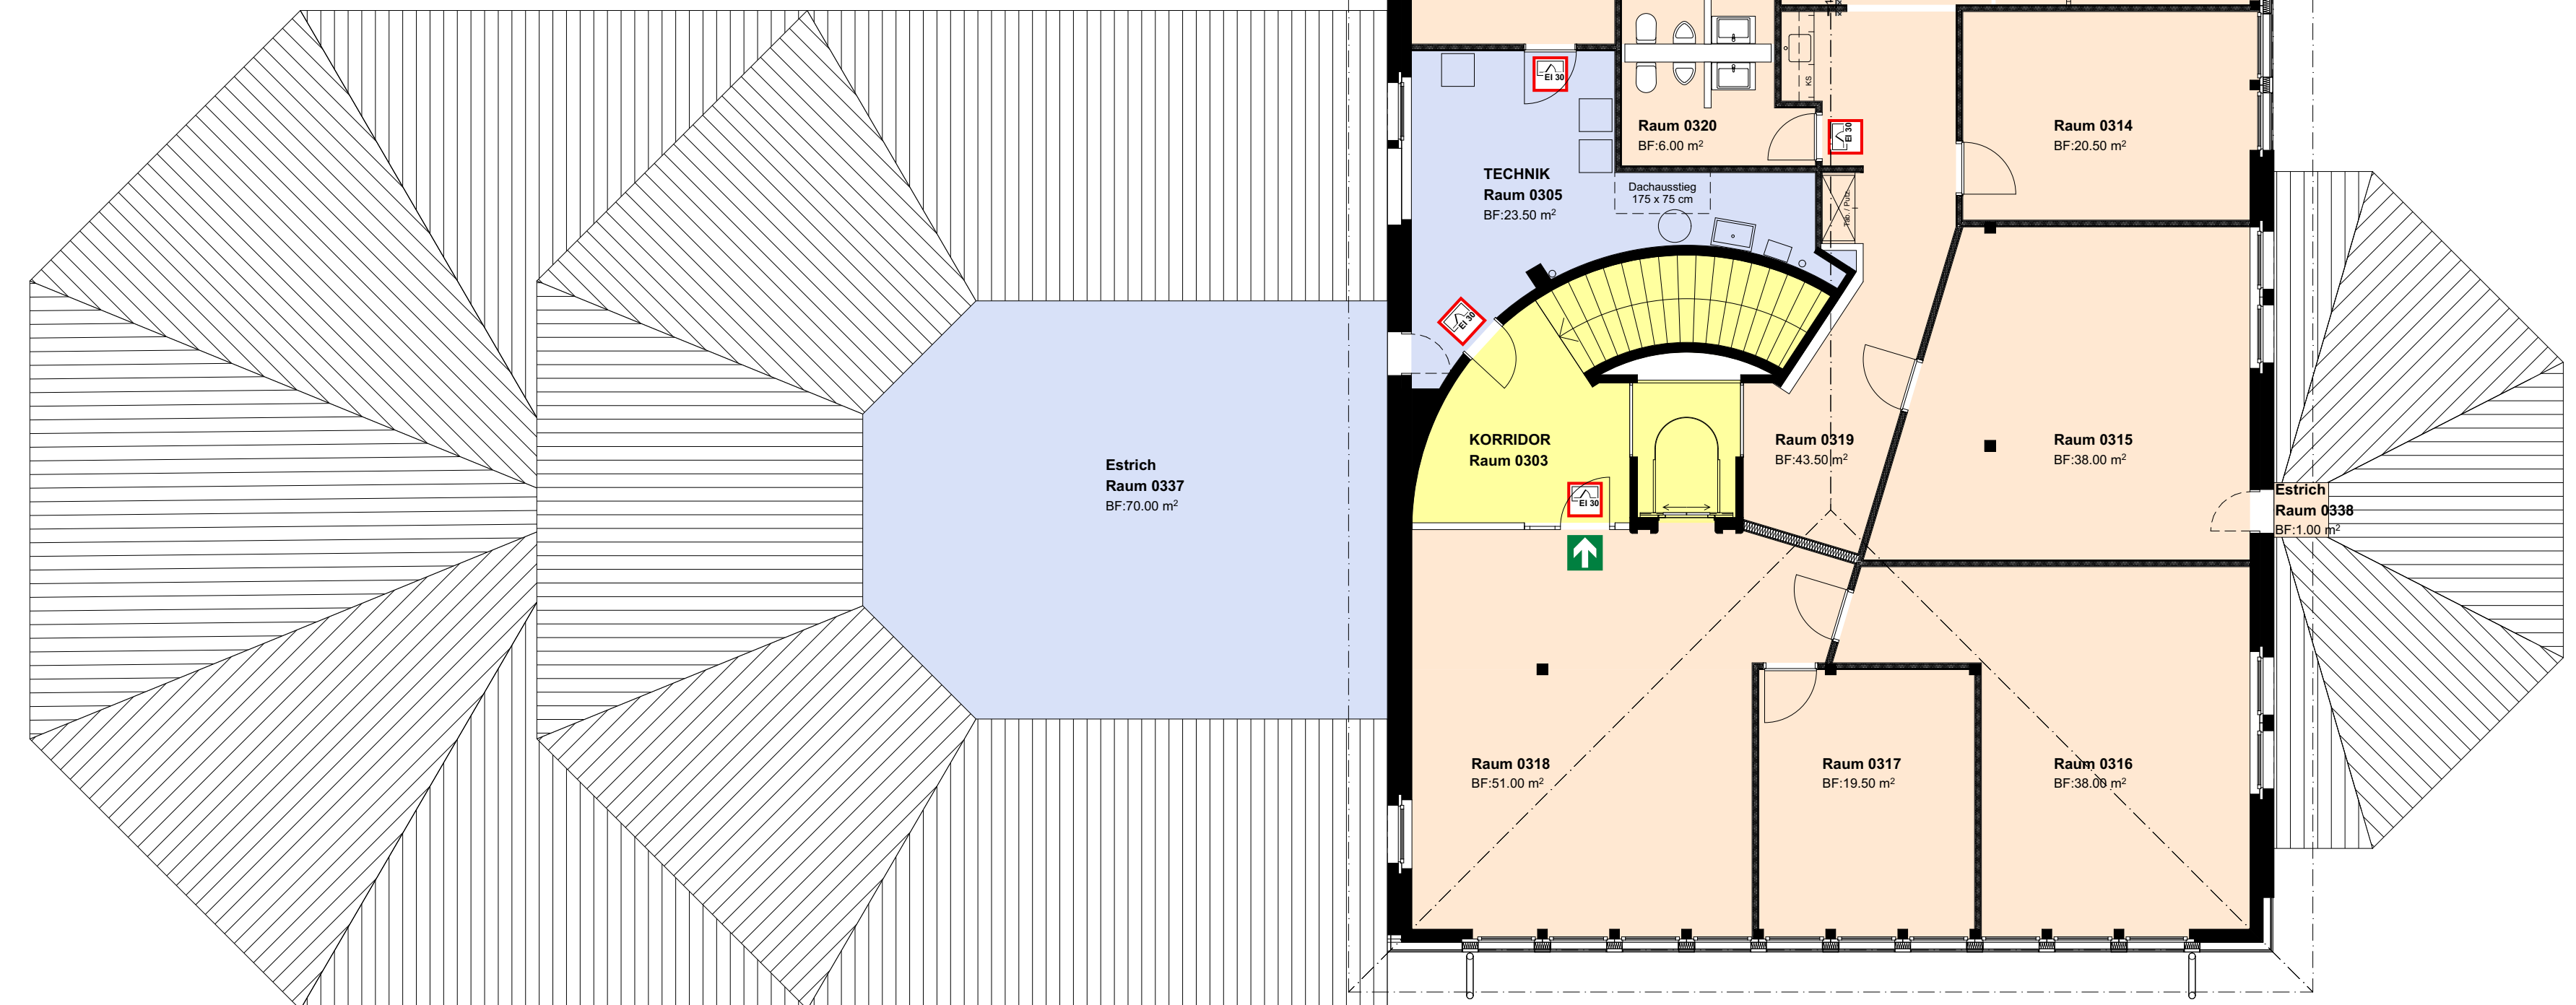 EI 30
KS
EI 30
Raum 0320
BF:6.00 m²
Raum 0314
BF:20.50 m²
TECHNIK
Raum 0305
BF:23.50 m²
Dachausstieg
175 x 75 cm
EI 30
KORRIDOR
Raum 0303
Raum 0319
BF:43.50 m²
Raum 0315
BF:38.00 m²
Estrich
Raum 0337
BF:70.00 m²
EI 30
Estrich
Raum 0338
BF:1.00 m²
Raum 0318
BF:51.00 m²
Raum 0317
BF:19.50 m²
Raum 0316
BF:38.00 m²